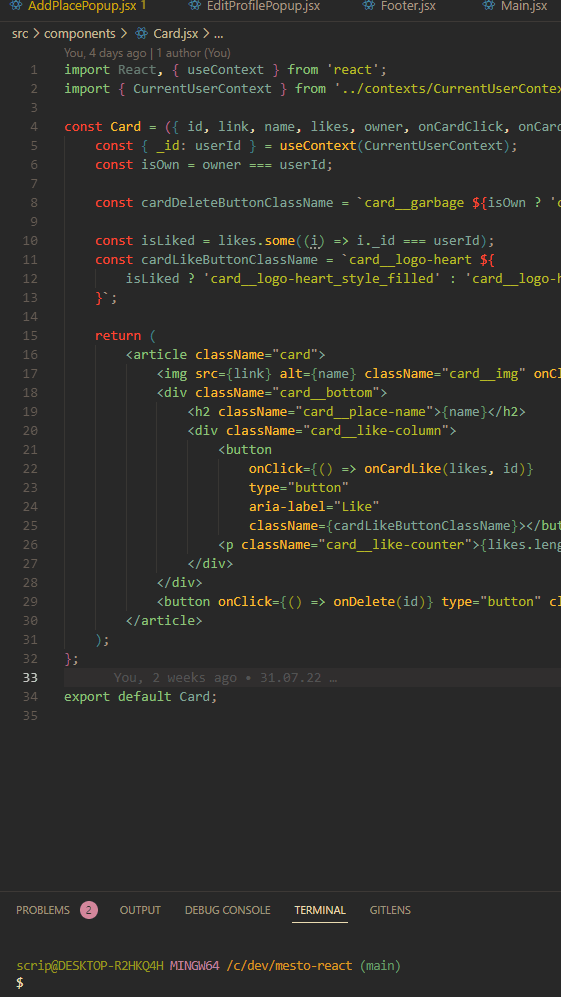 AddPlacePopup.jsx 1 EditProfilePopup.jsx Footer.jsx Main.jsx
src > components > Card.jsx > ...
You, 4 days ago | 1 author (You)
1 import React, { useContext } from 'react';
2 import { CurrentUserContext } from '../contexts/CurrentUserContex
3
4 const Card = ({ id, link, name, likes, owner, onCardClick, onCard
5 const { _id: userId } = useContext(CurrentUserContext);
6 const isOwn = owner === userId;
7
8 const cardDeleteButtonClassName = `card__garbage ${isOwn ? 'c
9
10 const isLiked = likes.some((i) => i._id === userId);
11 const cardLikeButtonClassName = `card__logo-heart ${
12 isLiked ? 'card__logo-heart_style_filled' : 'card__logo-h
13 }`;
14
15 return (
16 <article className="card">
17 <img src={link} alt={name} className="card__img" onCl
18 <div className="card__bottom">
19 <h2 className="card__place-name">{name}</h2>
20 <div className="card__like-column">
21 <button
22 onClick={() => onCardLike(likes, id)}
23 type="button"
24 aria-label="Like"
25 className={cardLikeButtonClassName}></but
26 <p className="card__like-counter">{likes.leng
27 </div>
28 </div>
29 <button onClick={() => onDelete(id)} type="button" cl
30 </article>
31 );
32 };
33 You, 2 weeks ago • 31.07.22 …
34 export default Card;
35
PROBLEMS 2 OUTPUT DEBUG CONSOLE TERMINAL GITLENS
scrip@DESKTOP-R2HKQ4H MINGW64 /c/dev/mesto-react (main)
$